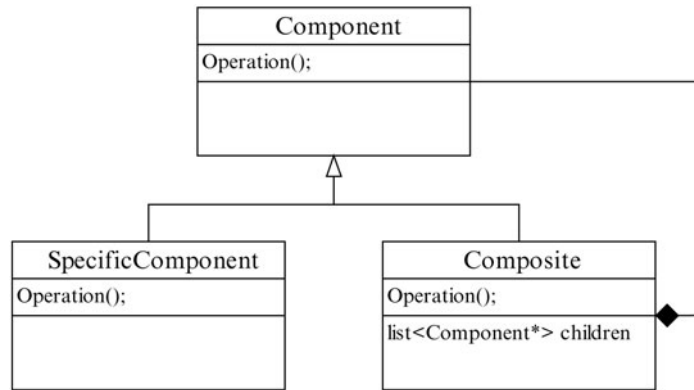 Component
Operation();
SpecificComponent
Operation();
Composite
Operation();
list<Component*> children